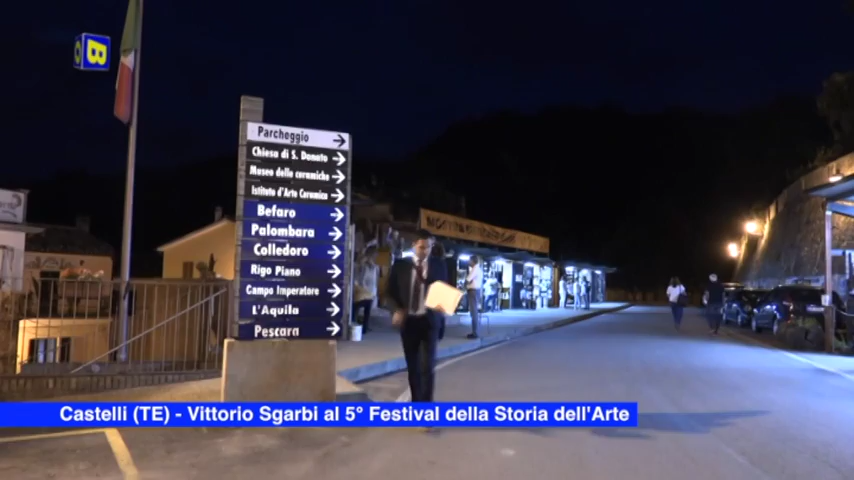 B
Parcheggio
Chiesa di S. Donato
Museo delle ceramiche
Istituto d'Arte Ceramica
Befaro
Palombara
Colledoro
Rigo Piano
Campo Imperatore
L'Aquila
Pescara
Castelli (TE) - Vittorio Sgarbi al 5° Festival della Storia dell'Arte